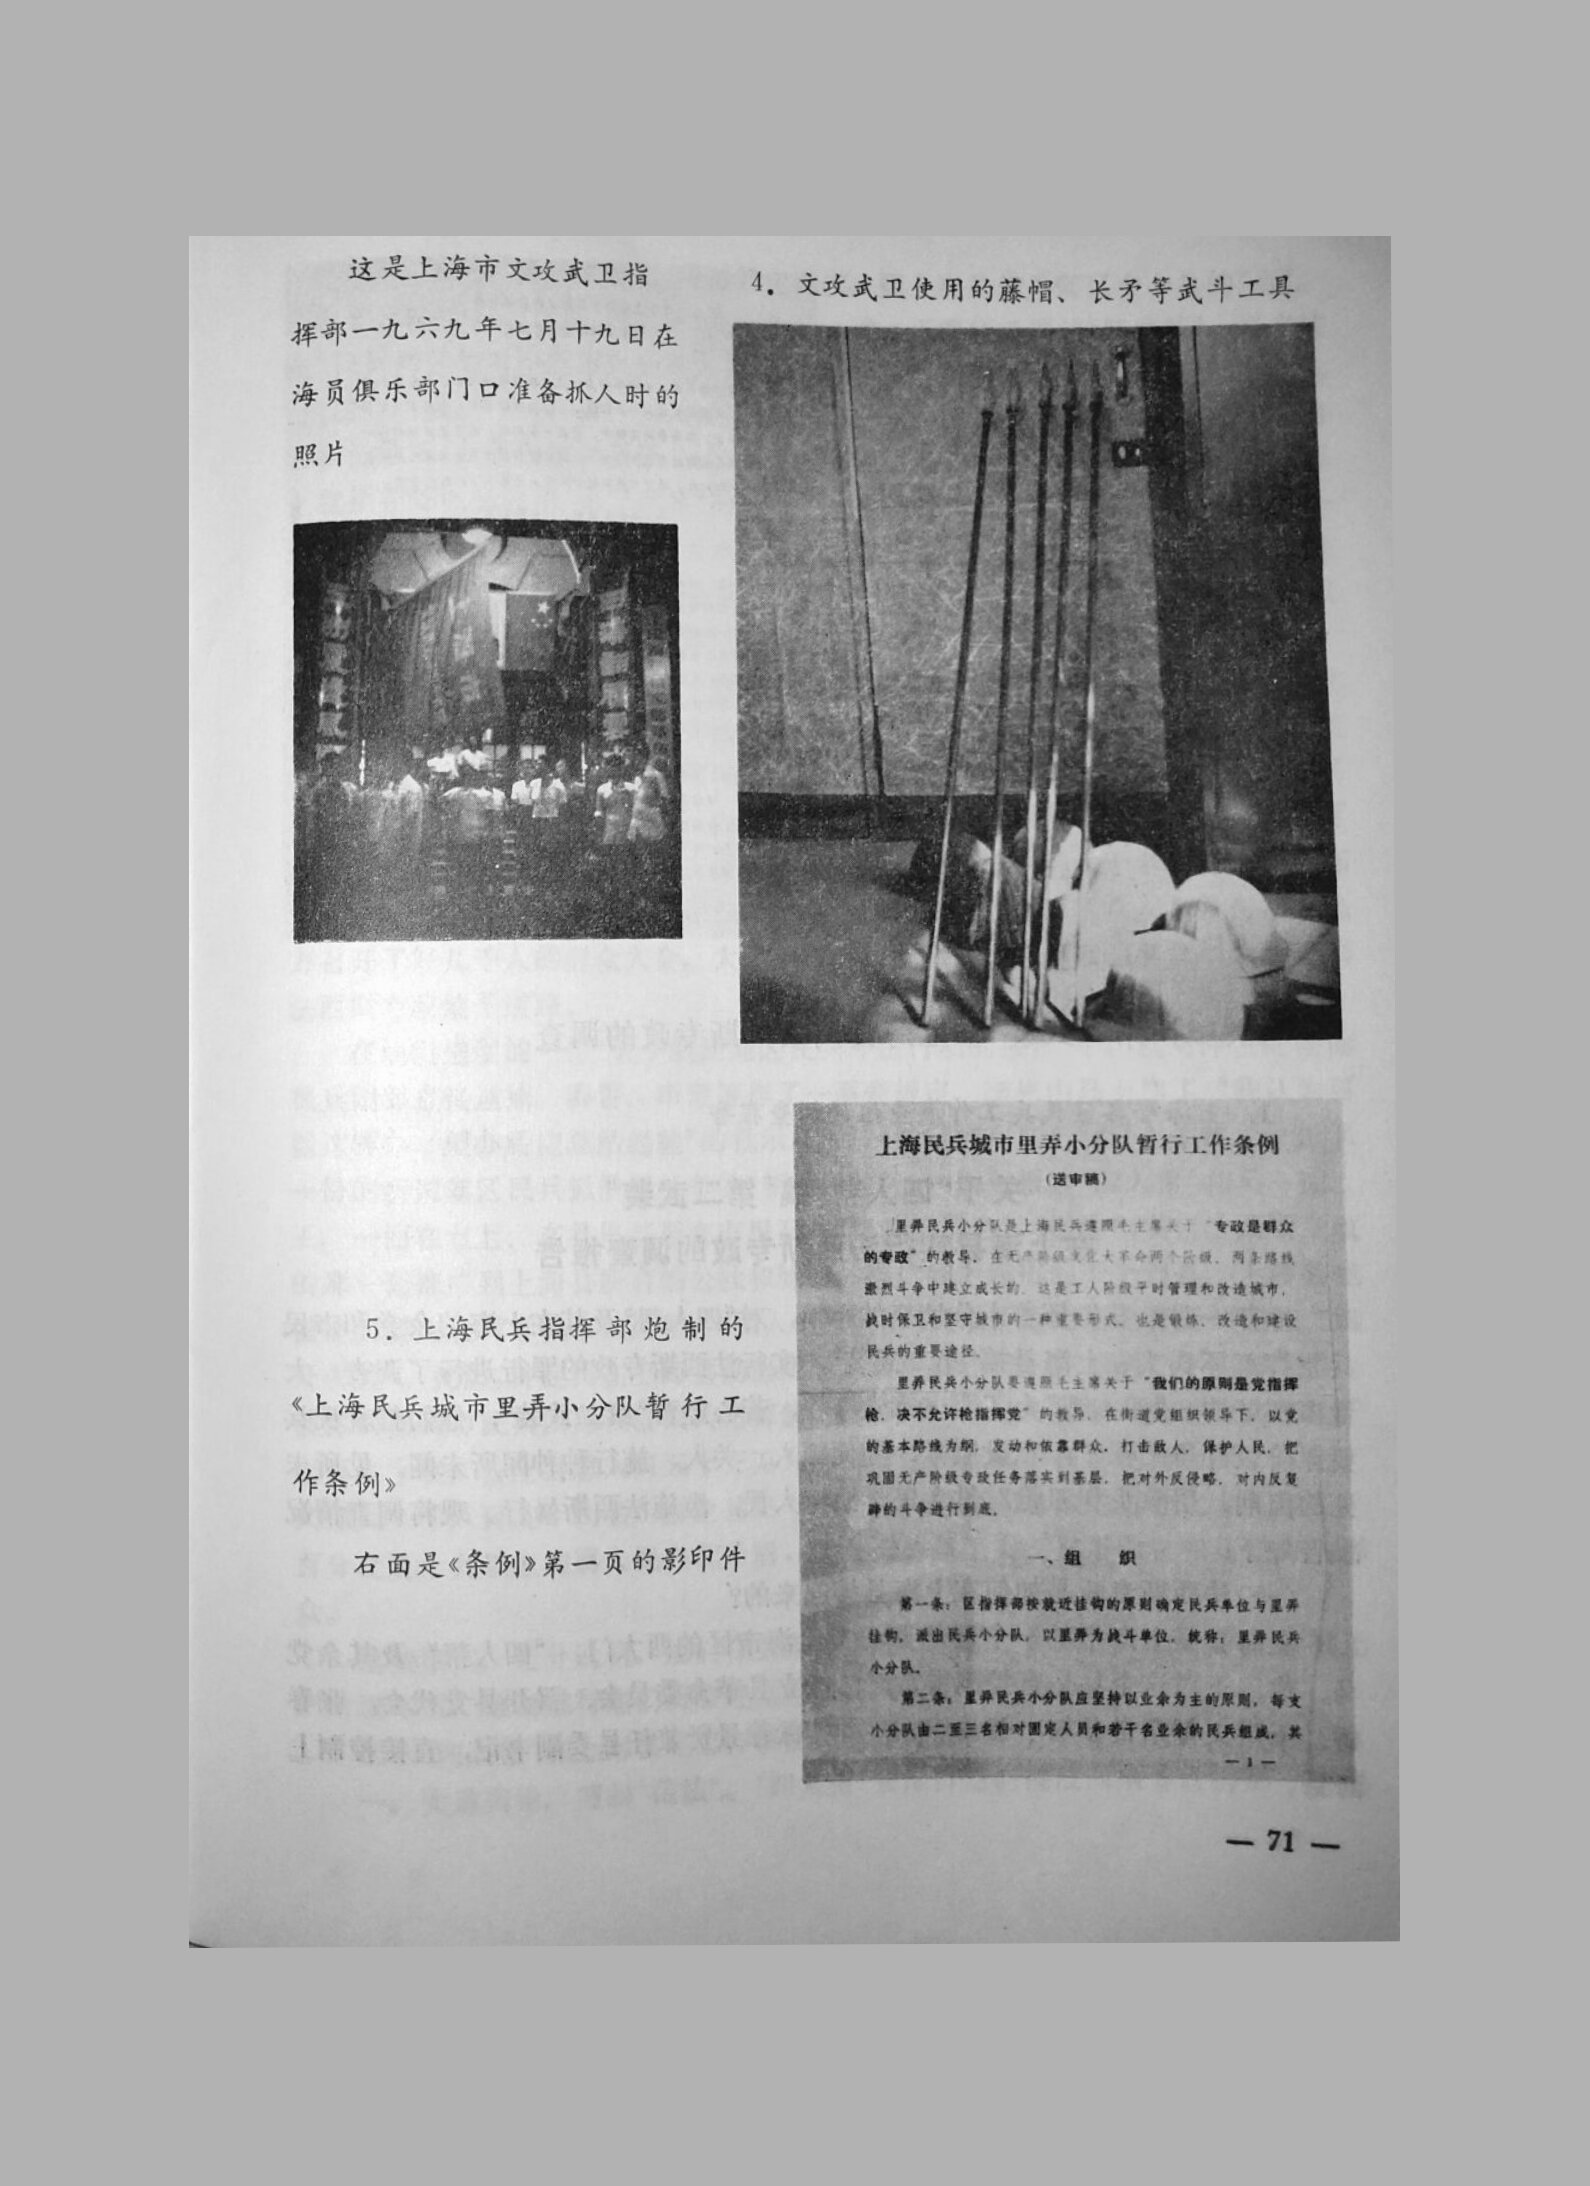 这是上海市文攻武卫指
挥部一九六九年七月十九日在
海员俱乐部门口准备抓人时的
照片
4．文攻武卫使用的藤帽、长矛等武斗工具
5．上海民兵指挥部炮制的
《上海民兵城市里弄小分队暂行工
作条例》
右面是《条例》第一页的影印件
上海民兵城市里弄小分队暂行工作条例
（送审稿）
里弄民兵小分队是上海民兵遵照毛主席关于“专政是群众
的专政”的教导，在无产阶级文化大革命两个阶级、两条路线
激烈斗争中建立成长的。这是工人阶级平时管理和改造城市，
战时保卫和坚守城市的一种重要形式，也是锻炼、改造和建设
民兵的重要途径。
里弄民兵小分队要遵照毛主席关于“我们的原则是党指挥
枪，决不允许枪指挥党”的教导，在街道党组织领导下，以党
的基本路线为纲，发动和依靠群众，打击敌人，保护人民，把
巩固无产阶级专政任务落实到基层，把对外反侵略，对内反复
辟的斗争进行到底。
一、组　织
第一条：区指挥部按就近挂钩的原则确定民兵单位与里弄
挂钩，派出民兵小分队，以里弄为战斗单位，统称：里弄民兵
小分队。
第二条：里弄民兵小分队应坚持以业余为主的原则，每支
小分队由二至三名相对固定人员和若干名业余的民兵组成，其
— 1 —
— 71 —